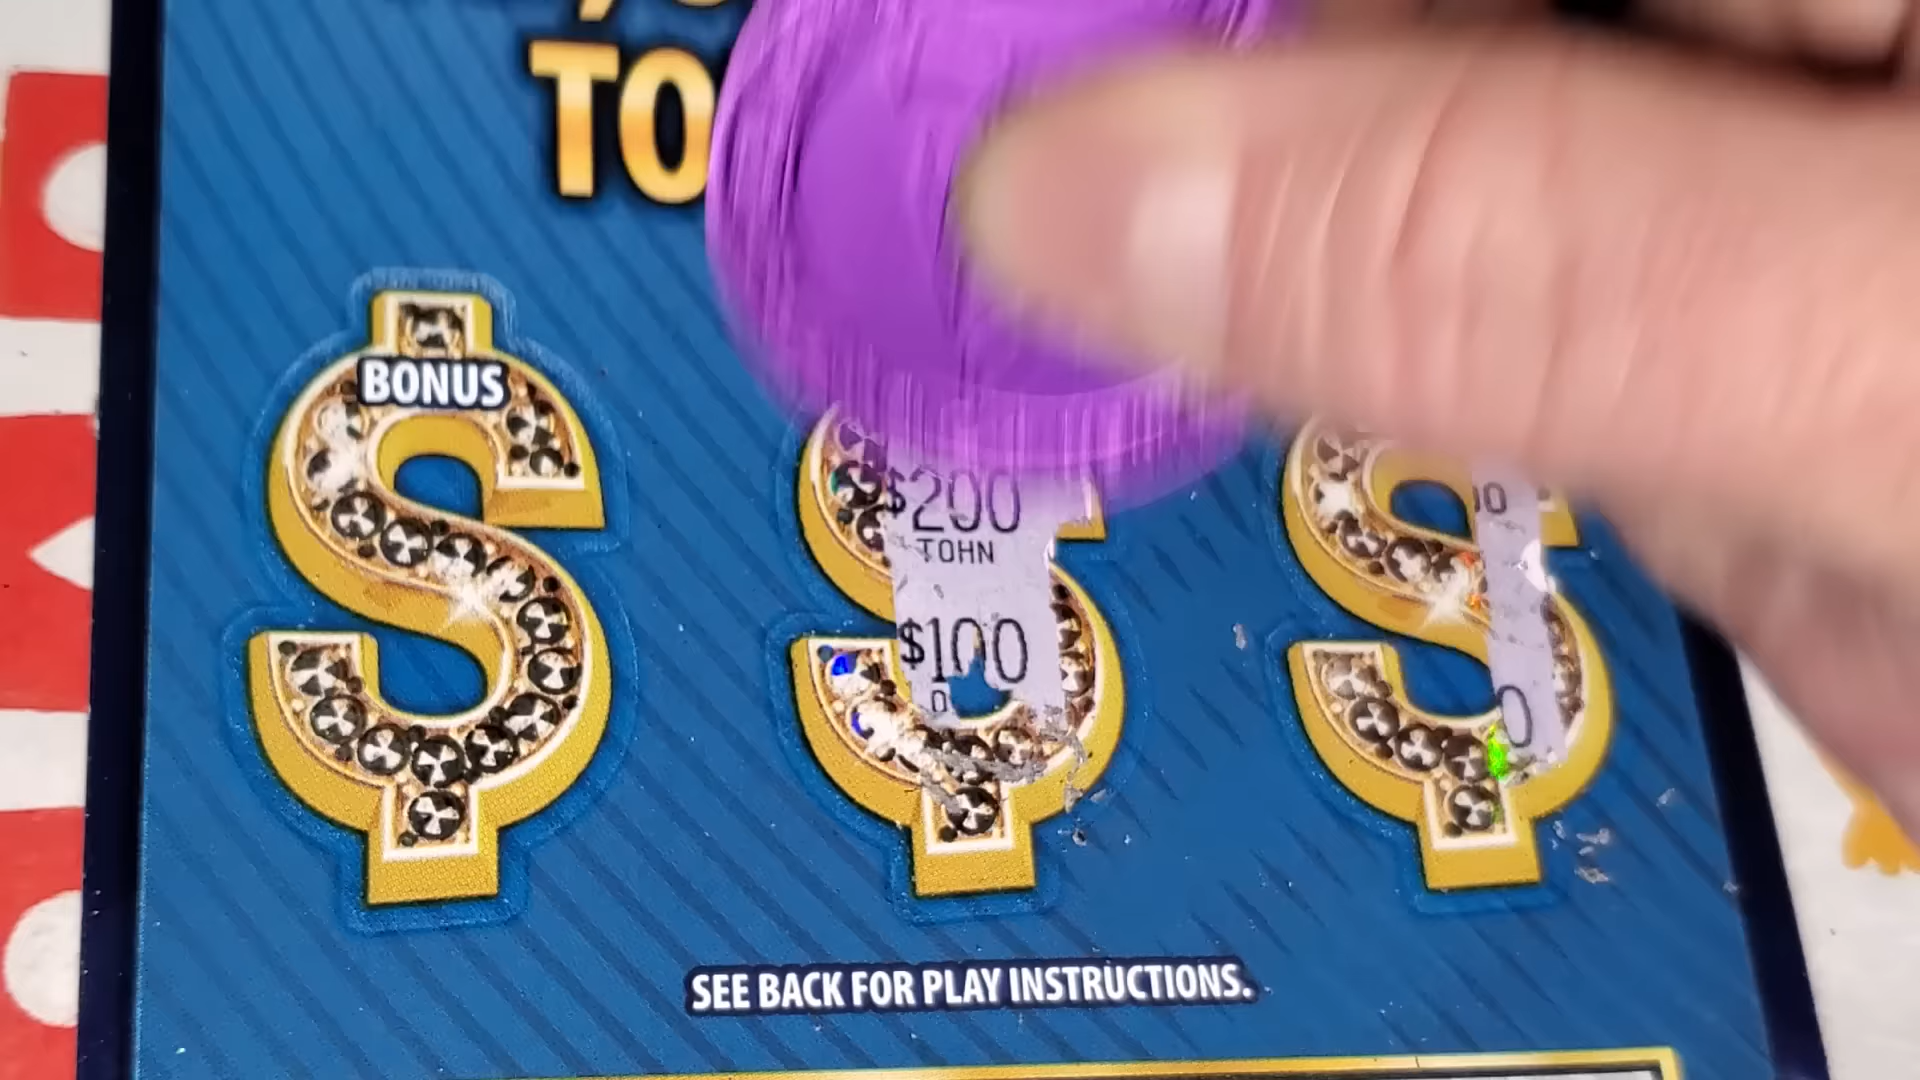 TO
BONUS
$200
TOHN
$100
SEE BACK FOR PLAY INSTRUCTIONS.